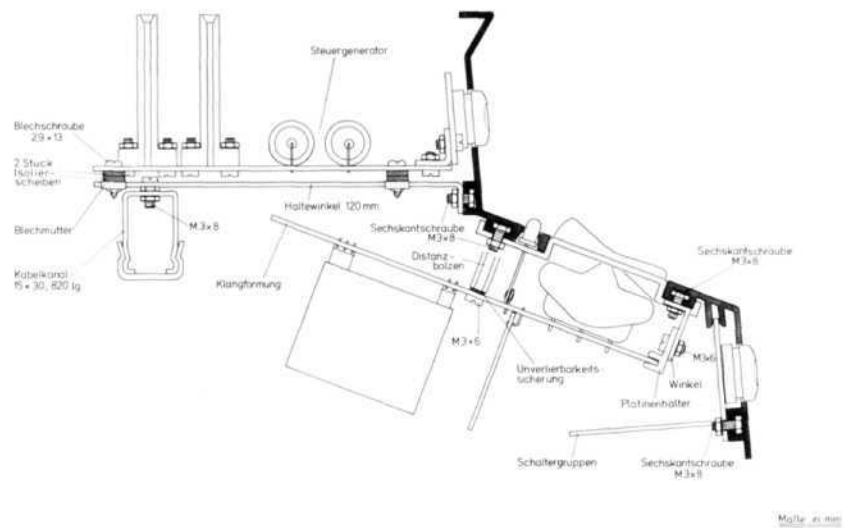 Steuergenerator
Blechschraube
2,9 × 13
2 Stück
Isolier-
scheiben
Blechmutter
Kabelkanal
15 × 30, 820 lg
M.3×8
Haltewinkel 120 mm
Klangformung
Sechskantschraube
M.3×8
Distanz-
bolzen
M.3×6
Unverlierbarkeits-
sicherung
Sechskantschraube
M.3×8
M.3×6
Winkel
Platinenhalter
Schaltergruppen
Sechskantschraube
M.3×8
Maße in mm